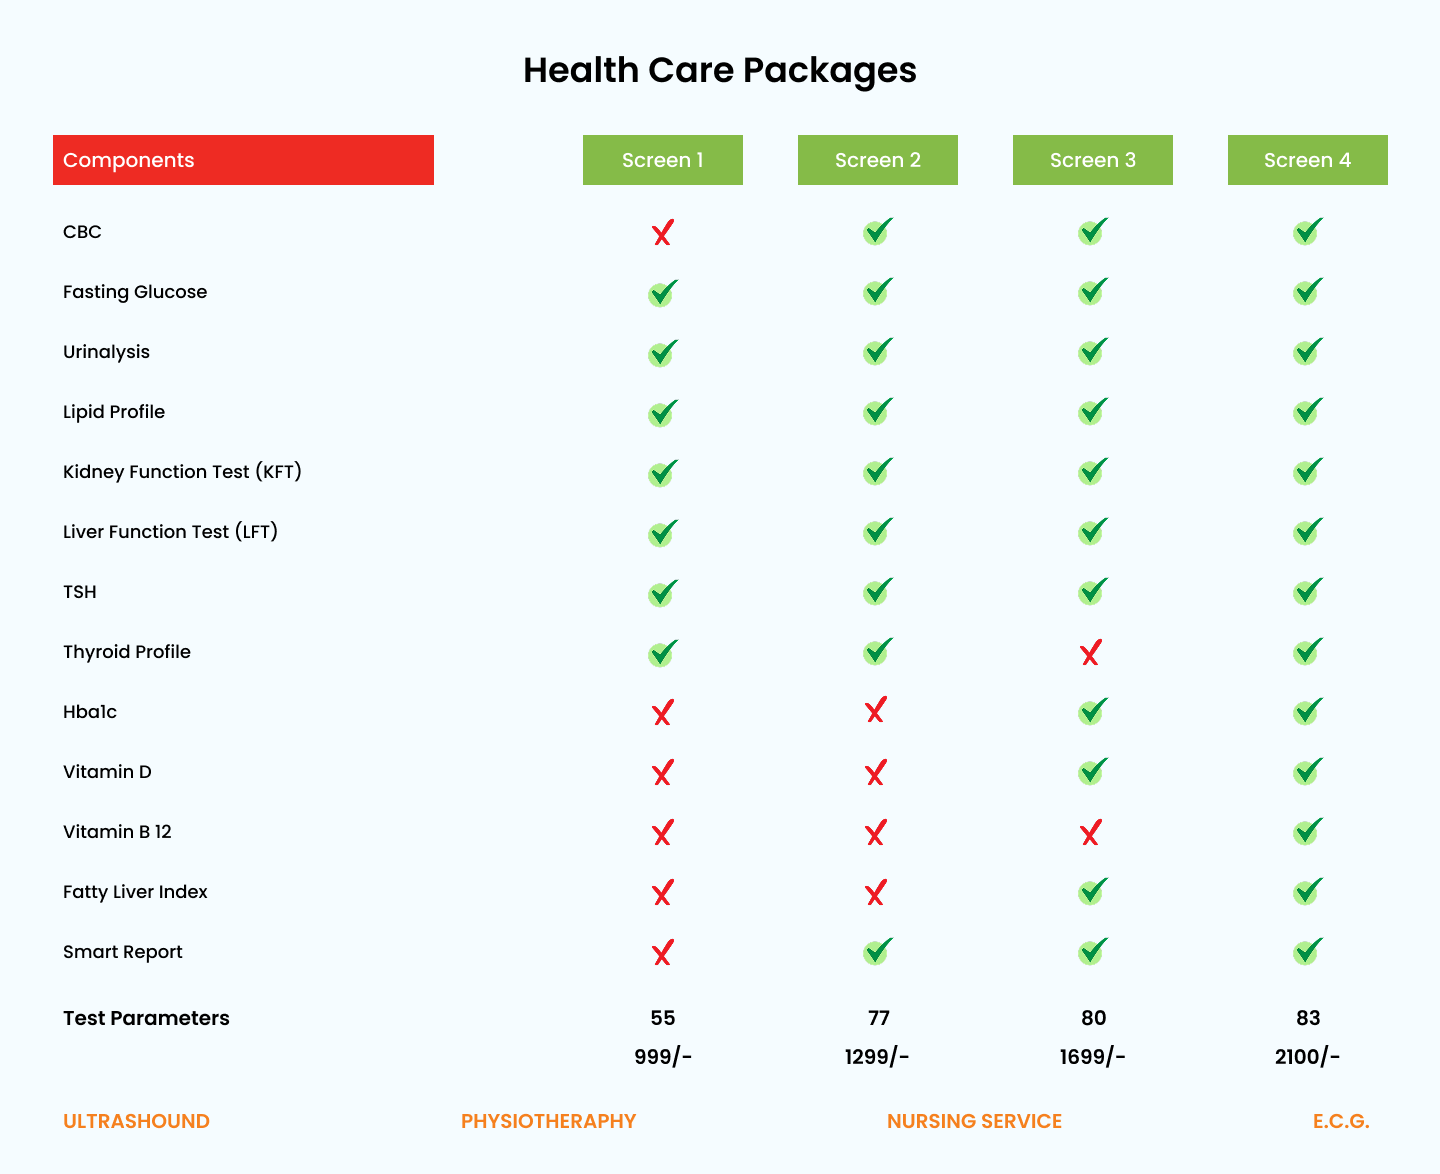 Health Care Packages
Components Screen 1 Screen 2 Screen 3 Screen 4
CBC
Fasting Glucose
Urinalysis
Lipid Profile
Kidney Function Test (KFT)
Liver Function Test (LFT)
TSH
Thyroid Profile
Hba1c
Vitamin D
Vitamin B 12
Fatty Liver Index
Smart Report
Test Parameters 55 77 80 83
999/- 1299/- 1699/- 2100/-
ULTRASHOUND PHYSIOTHERAPHY NURSING SERVICE E.C.G.